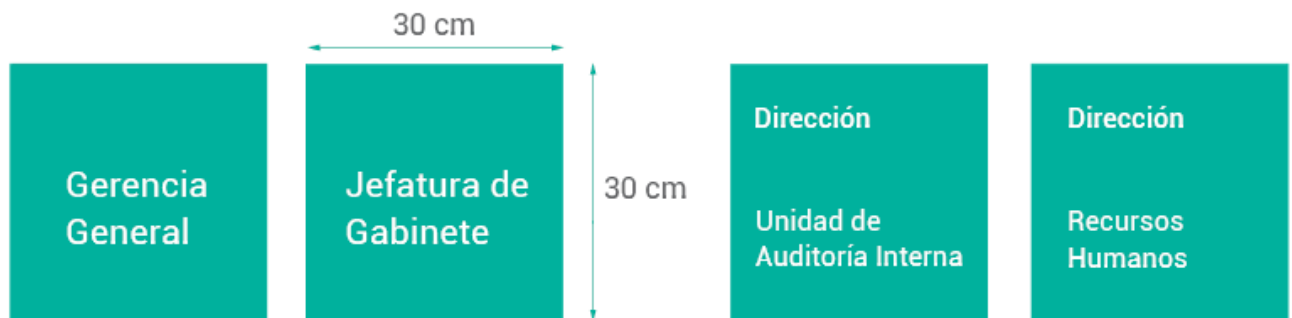 30 cm
Gerencia
General
Jefatura de
Gabinete
30 cm
Dirección
Unidad de
Auditoría Interna
Dirección
Recursos
Humanos